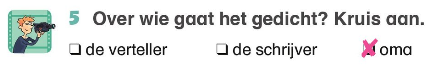 5 Over wie gaat het gedicht? Kruis aan.
☐ de verteller ☐ de schrijver ☒ oma